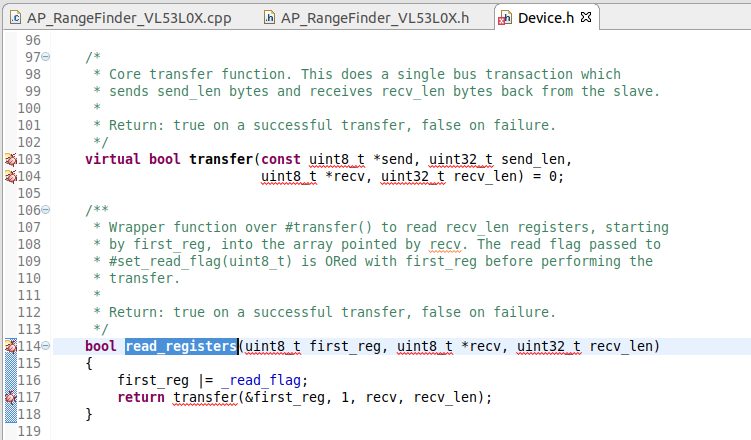 AP_RangeFinder_VL53L0X.cpp AP_RangeFinder_VL53L0X.h Device.h
96
97 /*
98 * Core transfer function. This does a single bus transaction which
99 * sends send_len bytes and receives recv_len bytes back from the slave.
100 *
101 * Return: true on a successful transfer, false on failure.
102 */
103 virtual bool transfer(const uint8_t *send, uint32_t send_len,
104 uint8_t *recv, uint32_t recv_len) = 0;
105
106 /**
107 * Wrapper function over #transfer() to read recv_len registers, starting
108 * by first_reg, into the array pointed by recv. The read flag passed to
109 * #set_read_flag(uint8_t) is ORed with first_reg before performing the
110 * transfer.
111 *
112 * Return: true on a successful transfer, false on failure.
113 */
114 bool read_registers(uint8_t first_reg, uint8_t *recv, uint32_t recv_len)
115 {
116 first_reg |= _read_flag;
117 return transfer(&first_reg, 1, recv, recv_len);
118 }
119